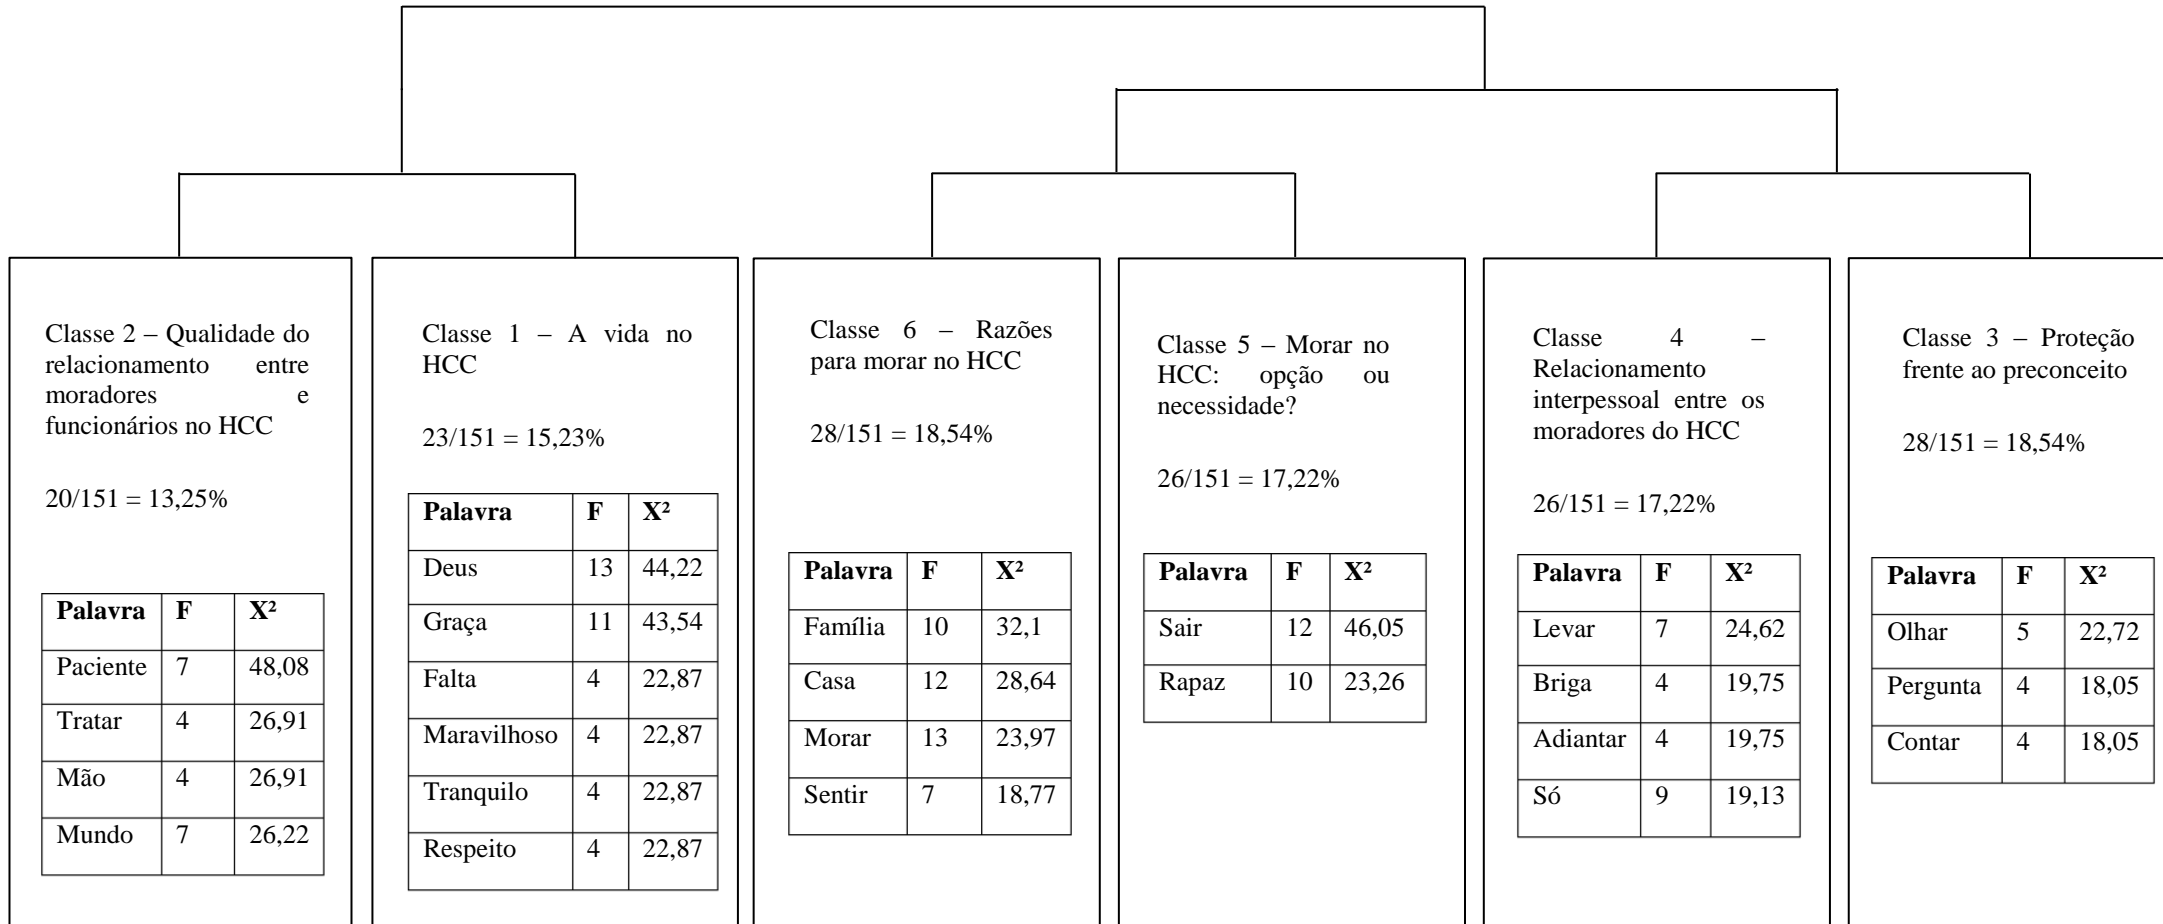 Classe 2 – Qualidade do
relacionamento entre
moradores e
funcionários no HCC
20/151 = 13,25%
Palavra F X²
Paciente 7 48,08
Tratar 4 26,91
Mão 4 26,91
Mundo 7 26,22
Classe 1 – A vida no
HCC
23/151 = 15,23%
Palavra F X²
Deus 13 44,22
Graça 11 43,54
Falta 4 22,87
Maravilhoso 4 22,87
Tranquilo 4 22,87
Respeito 4 22,87
Classe 6 – Razões
para morar no HCC
28/151 = 18,54%
Palavra F X²
Família 10 32,1
Casa 12 28,64
Morar 13 23,97
Sentir 7 18,77
Classe 5 – Morar no
HCC: opção ou
necessidade?
26/151 = 17,22%
Palavra F X²
Sair 12 46,05
Rapaz 10 23,26
Classe 4 –
Relacionamento
interpessoal entre os
moradores do HCC
26/151 = 17,22%
Palavra F X²
Levar 7 24,62
Briga 4 19,75
Adiantar 4 19,75
Só 9 19,13
Classe 3 – Proteção
frente ao preconceito
28/151 = 18,54%
Palavra F X²
Olhar 5 22,72
Pergunta 4 18,05
Contar 4 18,05